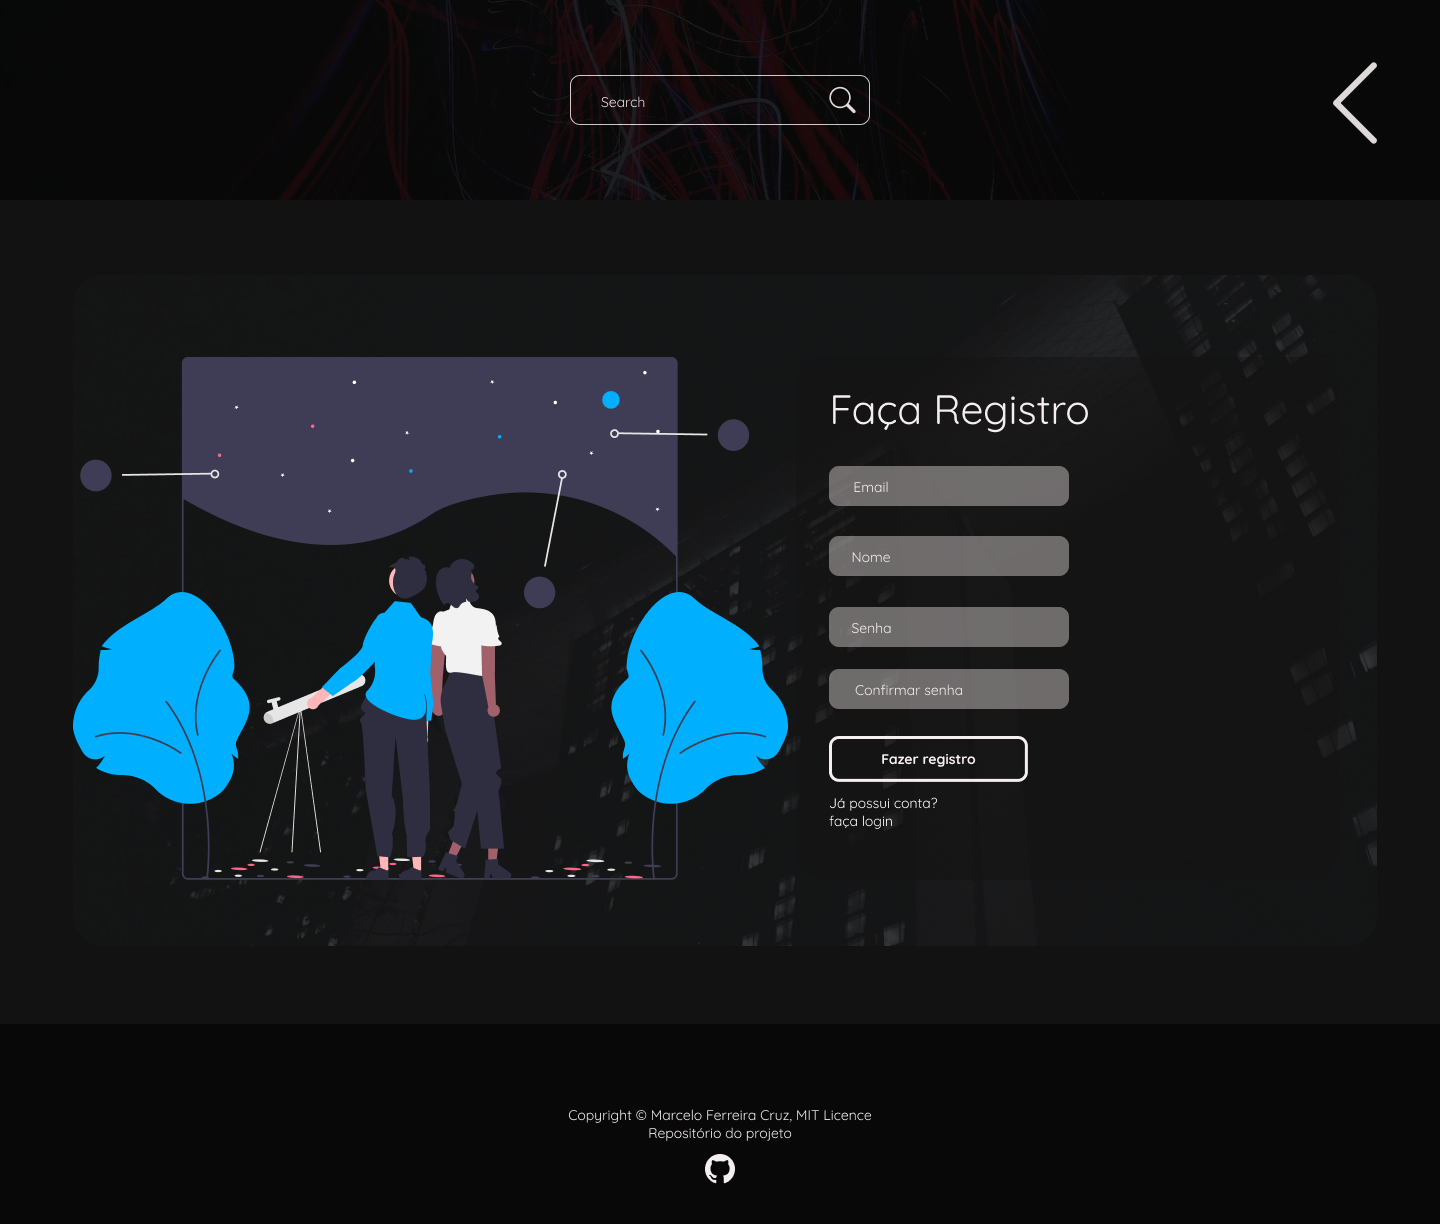 Search
Faça Registro
Email
Nome
Senha
Confirmar senha
Fazer registro
Já possui conta?
faça login
Copyright © Marcelo Ferreira Cruz, MIT Licence
Repositório do projeto